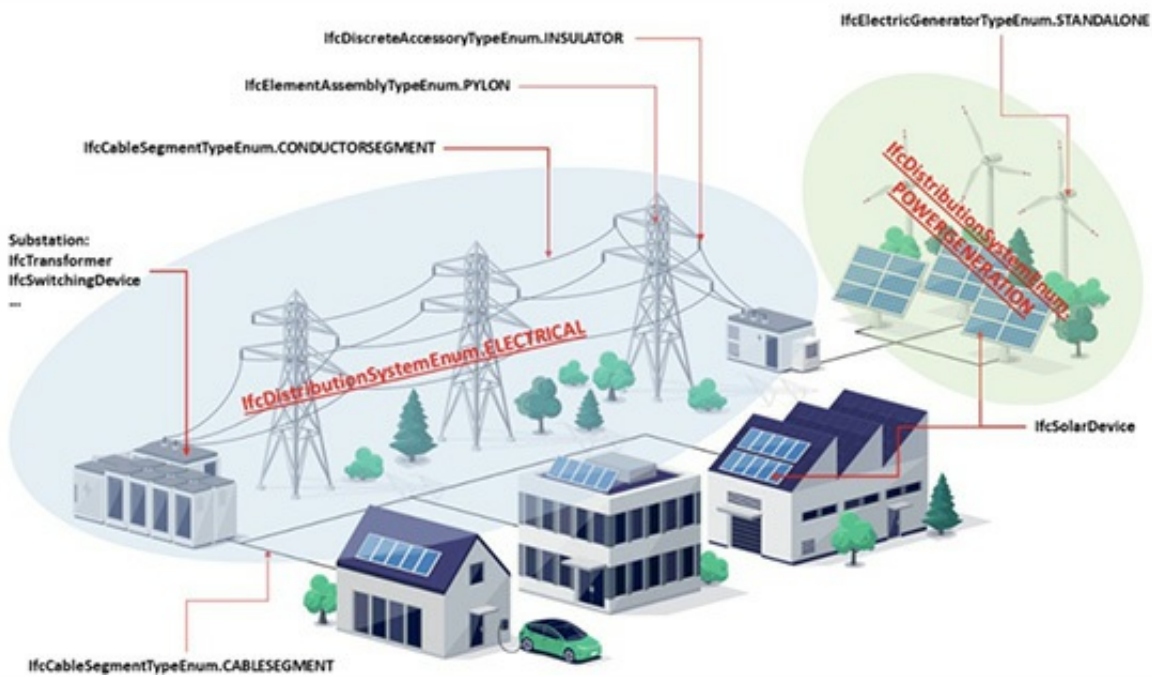 IfcElectricGeneratorTypeEnum.STANDALONE
IfcDiscreteAccessoryTypeEnum.INSULATOR
IfcElementAssemblyTypeEnum.PYLON
IfcCableSegmentTypeEnum.CONDUCTORSEGMENT
IfcDistributionSystemEnum.
POWERGENERATION
Substation:
IfcTransformer
IfcSwitchingDevice
...
IfcDistributionSystemEnum.ELECTRICAL
IfcSolarDevice
IfcCableSegmentTypeEnum.CABLESEGMENT